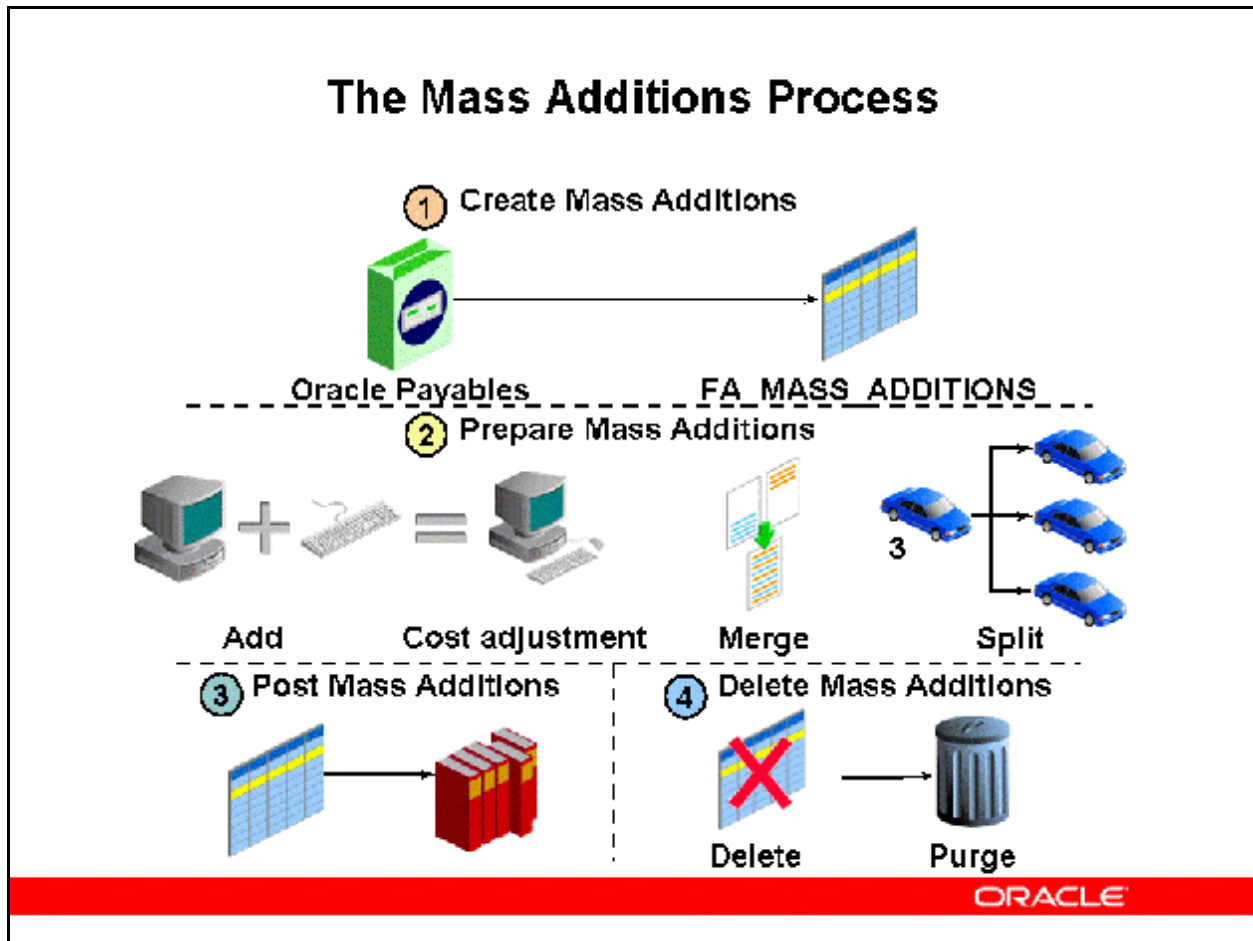 The Mass Additions Process
1 Create Mass Additions
Oracle Payables FA_MASS_ADDITIONS
2 Prepare Mass Additions
3
Add Cost adjustment Merge Split
3 Post Mass Additions
4 Delete Mass Additions
Delete Purge
ORACLE